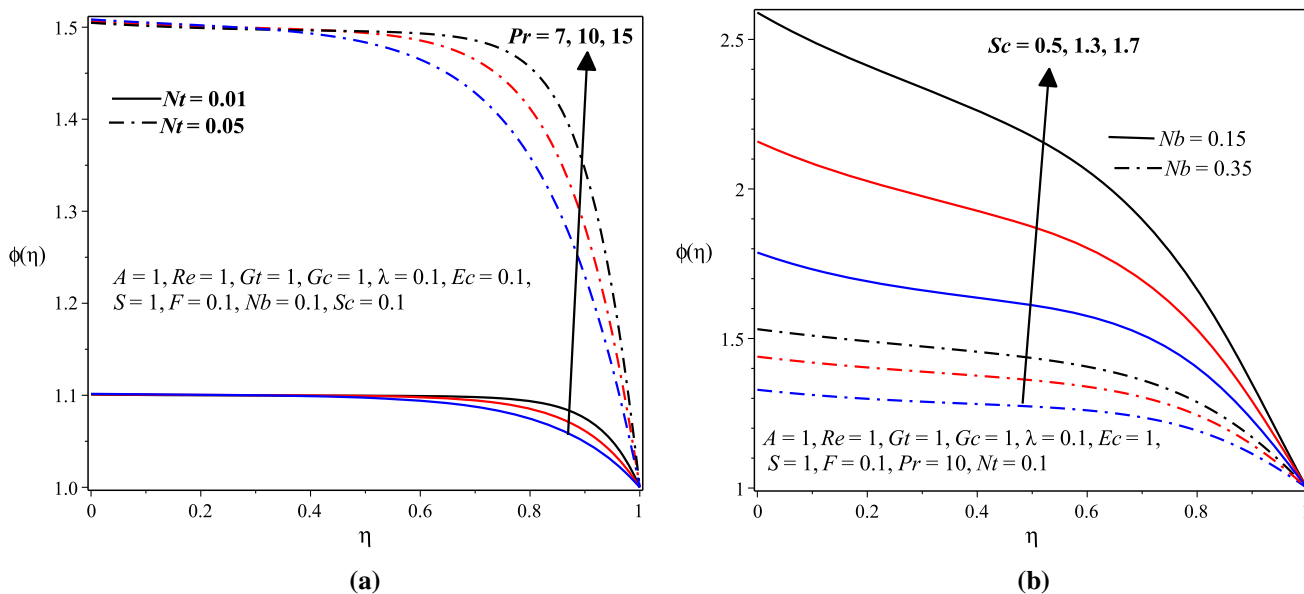 1.5
1.4
1.3
1.2
1.1
1.0
ϕ(η)
0
0.2
0.4
0.6
0.8
1
η
Pr = 7, 10, 15
Nt = 0.01
Nt = 0.05
A = 1, Re = 1, Gt = 1, Gc = 1, λ = 0.1, Ec = 0.1,
S = 1, F = 0.1, Nb = 0.1, Sc = 0.1
(a)
2.5
2
1.5
1
ϕ(η)
0
0.2
0.4
0.6
0.8
η
Sc = 0.5, 1.3, 1.7
Nb = 0.15
Nb = 0.35
A = 1, Re = 1, Gt = 1, Gc = 1, λ = 0.1, Ec = 1,
S = 1, F = 0.1, Pr = 10, Nt = 0.1
(b)